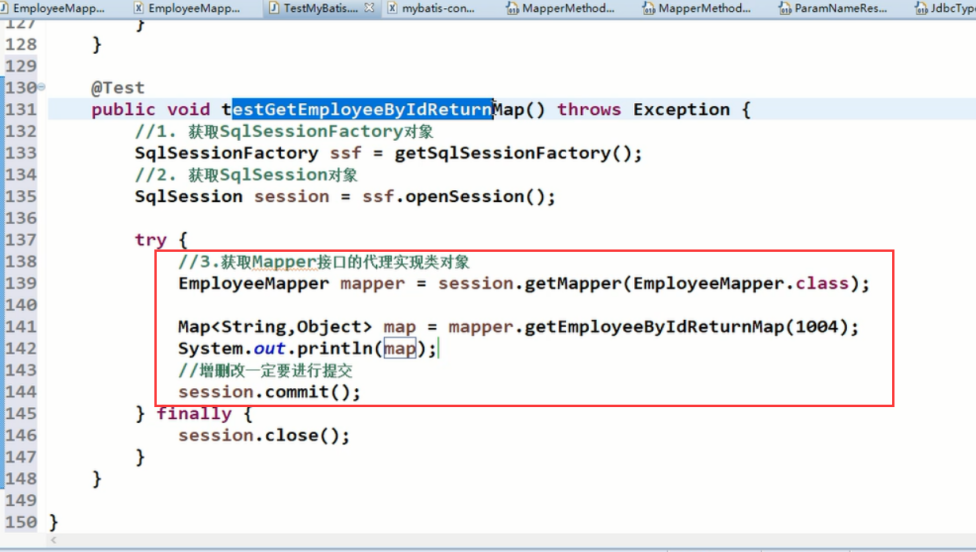 EmployeeMapp...
EmployeeMapp...
TestMyBatis....
mybatis-con...
MapperMethod...
MapperMethod...
ParamNameRes...
JdbcType
127 }
128 }
129
130 @Test
131 public void testGetEmployeeByIdReturnMap() throws Exception {
132 //1. 获取SqlSessionFactory对象
133 SqlSessionFactory ssf = getSqlSessionFactory();
134 //2. 获取SqlSession对象
135 SqlSession session = ssf.openSession();
136
137 try {
138 //3.获取Mapper接口的代理实现类对象
139 EmployeeMapper mapper = session.getMapper(EmployeeMapper.class);
140
141 Map<String,Object> map = mapper.getEmployeeByIdReturnMap(1004);
142 System.out.println(map);
143 //增删改一定要进行提交
144 session.commit();
145 } finally {
146 session.close();
147 }
148 }
149
150 }